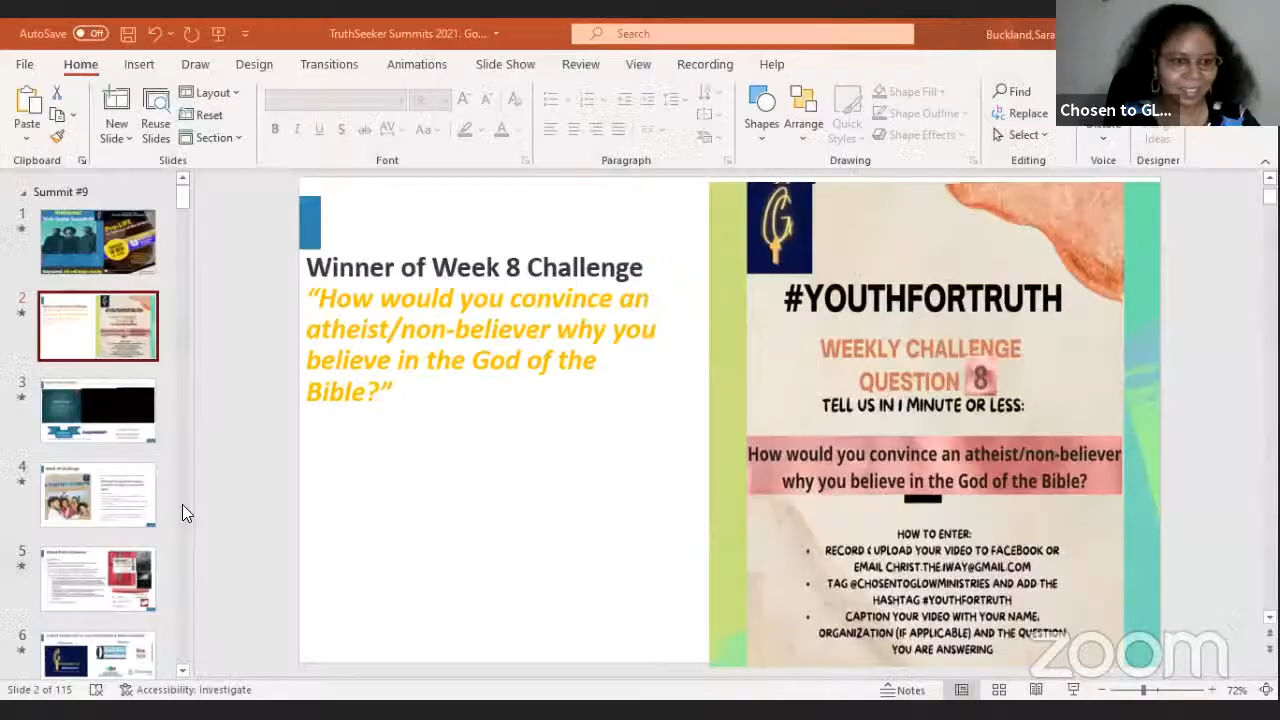 AutoSave Off TruthSeeker Summits 2021. Go... Search Buckland,Sara
File Home Insert Draw Design Transitions Animations Slide Show Review View Recording Help
Chosen to GL...
Paste
New Slide
Reuse Slides
Layout
Reset
Section
B I U S ab AV Aa A
Shapes
Arrange
Quick Styles
Shape Fill
Shape Outline
Shape Effects
Find
Replace
Select
Dictate
Ideas
Clipboard Slides Font Paragraph Drawing Editing Voice Designer
Summit #9
1
2
3
4
5
6
Winner of Week 8 Challenge
“How would you convince an
atheist/non-believer why you
believe in the God of the
Bible?”
G
#YOUTHFORTRUTH
WEEKLY CHALLENGE
QUESTION 8
TELL US IN 1 MINUTE OR LESS:
How would you convince an atheist/non-believer
why you believe in the God of the Bible?
HOW TO ENTER:
• RECORD & UPLOAD YOUR VIDEO TO FACEBOOK OR
EMAIL CHRIST.THE.IWAY@GMAIL.COM
• TAG @CHOSENTOGLOWMINISTRIES AND ADD THE
HASHTAG #YOUTHFORTRUTH
• CAPTION YOUR VIDEO WITH YOUR NAME,
ORGANIZATION (IF APPLICABLE) AND THE QUESTION
YOU ARE ANSWERING
zoom
Slide 2 of 115 Accessibility: Investigate Notes 72%